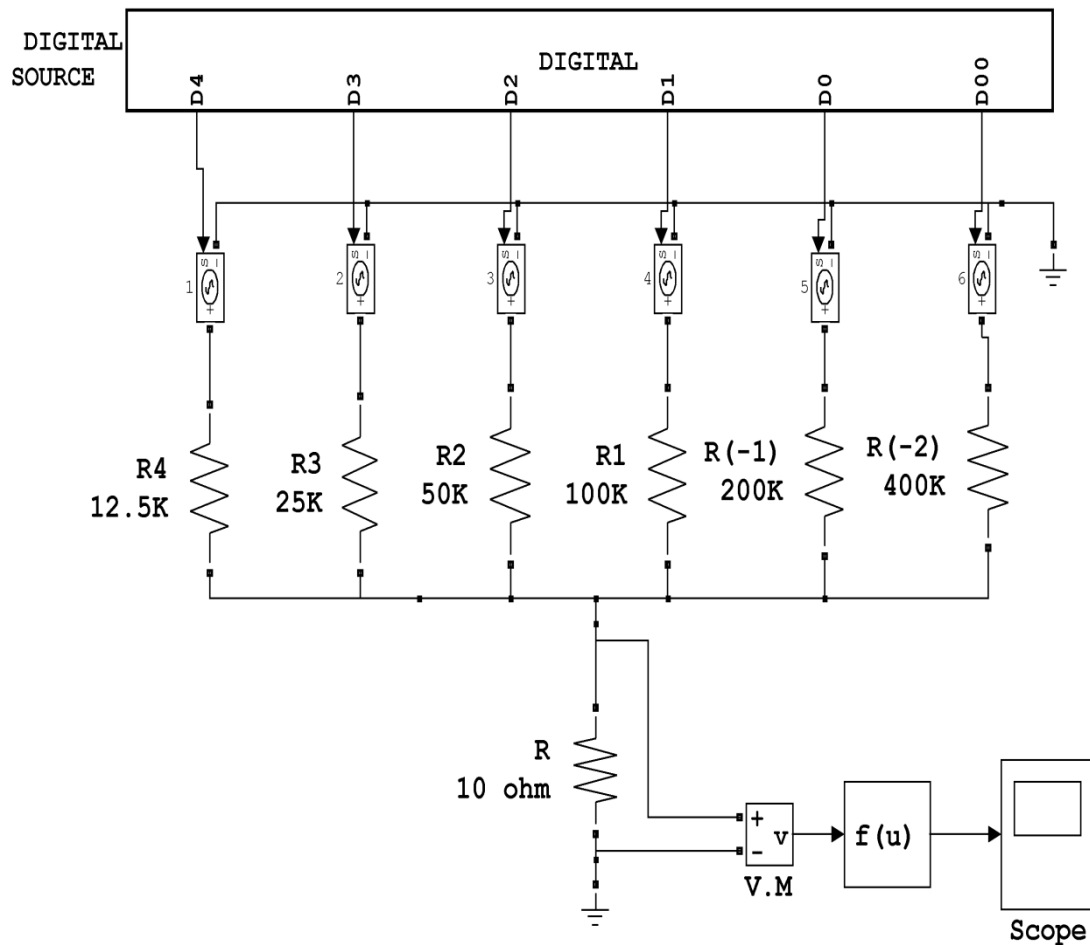 DIGITAL
SOURCE
DIGITAL
D4
D3
D2
D1
D0
D00
1
S
-
+
2
S
-
+
3
S
-
+
4
S
-
+
5
S
-
+
6
S
-
+
R4
12.5K
R3
25K
R2
50K
R1
100K
R(-1)
200K
R(-2)
400K
R
10 ohm
+
-
v
V.M
f(u)
Scope